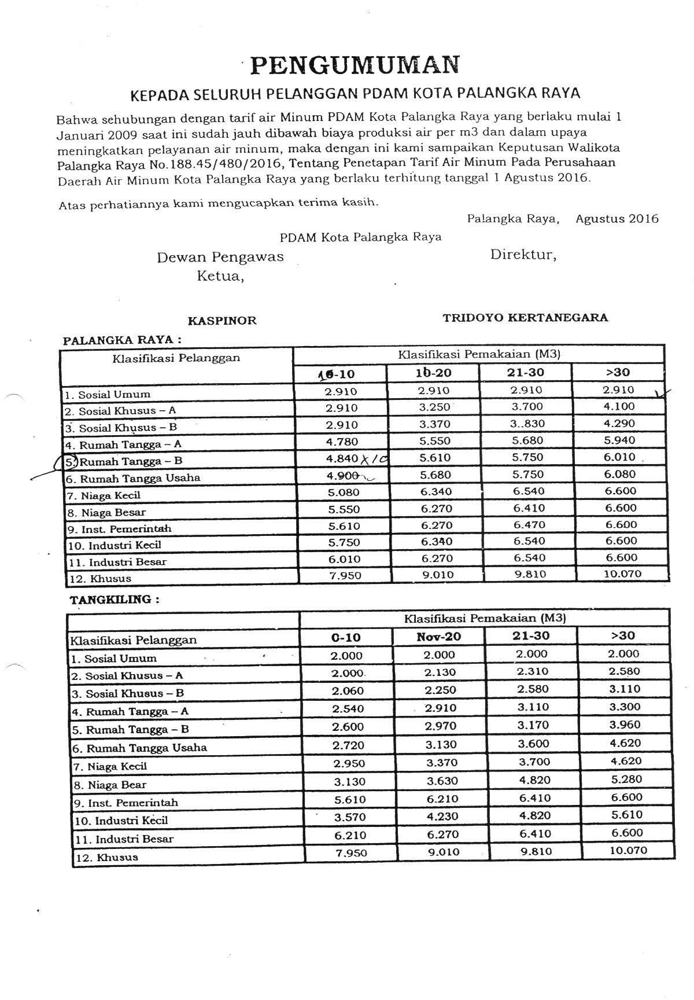 PENGUMUMAN
KEPADA SELURUH PELANGGAN PDAM KOTA PALANGKA RAYA
Bahwa sehubungan dengan tarif air Minum PDAM Kota Palangka Raya yang berlaku mulai 1
Januari 2009 saat ini sudah jauh dibawah biaya produksi air per m3 dan dalam upaya
meningkatkan pelayanan air minum, maka dengan ini kami sampaikan Keputusan Walikota
Palangka Raya No.188.45/480/2016, Tentang Penetapan Tarif Air Minum Pada Perusahaan
Daerah Air Minum Kota Palangka Raya yang berlaku terhitung tanggal 1 Agustus 2016.
Atas perhatiannya kami mengucapkan terima kasih.
Palangka Raya, Agustus 2016
PDAM Kota Palangka Raya
Dewan Pengawas Direktur,
Ketua,
KASPINOR TRIDOYO KERTANEGARA
PALANGKA RAYA :
Klasifikasi Pelanggan Klasifikasi Pemakaian (M3)
-10 -20 21-30 >30
1. Sosial Umum 2.910 2.910 2.910 2.910
2. Sosial Khusus – A 2.910 3.250 3.700 4.100
3. Sosial Khusus – B 2.910 3.370 3..830 4.290
4. Rumah Tangga – A 4.780 5.550 5.680 5.940
5. Rumah Tangga – B 4.840 x 10 5.610 5.750 6.010
6. Rumah Tangga Usaha 4.900 5.680 5.750 6.080
7. Niaga Kecil 5.080 6.340 6.540 6.600
8. Niaga Besar 5.550 6.270 6.410 6.600
9. Inst. Pemerintah 5.610 6.270 6.470 6.600
10. Industri Kecil 5.750 6.340 6.540 6.600
11. Industri Besar 6.010 6.270 6.540 6.600
12. Khusus 7.950 9.010 9.810 10.070
TANGKILING :
Klasifikasi Pemakaian (M3)
Klasifikasi Pelanggan 0-10 Nov-20 21-30 >30
1. Sosial Umum 2.000 2.000 2.000 2.000
2. Sosial Khusus – A 2.000 2.130 2.310 2.580
3. Sosial Khusus – B 2.060 2.250 2.580 3.110
4. Rumah Tangga – A 2.540 2.910 3.110 3.300
5. Rumah Tangga – B 2.600 2.970 3.170 3.960
6. Rumah Tangga Usaha 2.720 3.130 3.600 4.620
7. Niaga Kecil 2.950 3.370 3.700 4.620
8. Niaga Bear 3.130 3.630 4.820 5.280
9. Inst. Pemerintah 5.610 6.210 6.410 6.600
10. Industri Kecil 3.570 4.230 4.820 5.610
11. Industri Besar 6.210 6.270 6.410 6.600
12. Khusus 7.950 9.010 9.810 10.070